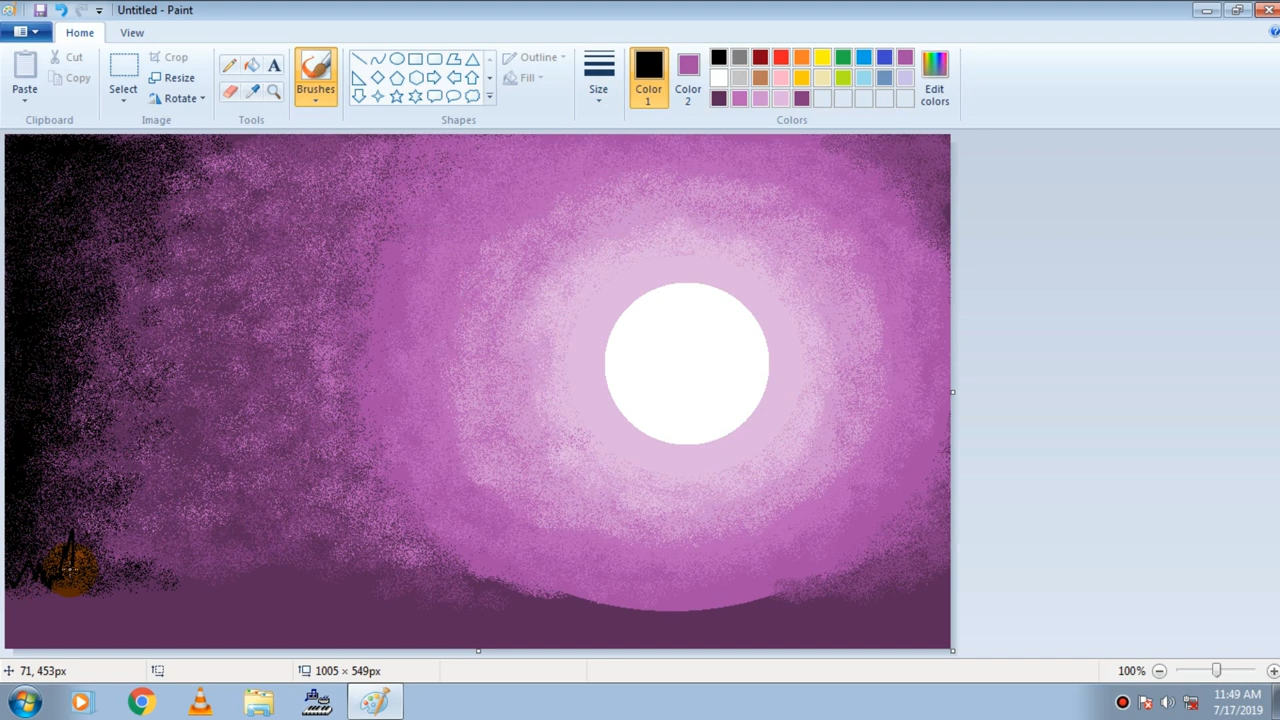 Untitled - Paint
Home
View
Paste
Cut
Copy
Clipboard
Select
Crop
Resize
Rotate
Image
A
Tools
Brushes
Outline
Fill
Shapes
Size
Color 1
Color 2
Edit colors
Colors
71, 453px
1005 × 549px
100%
11:49 AM
7/17/2019